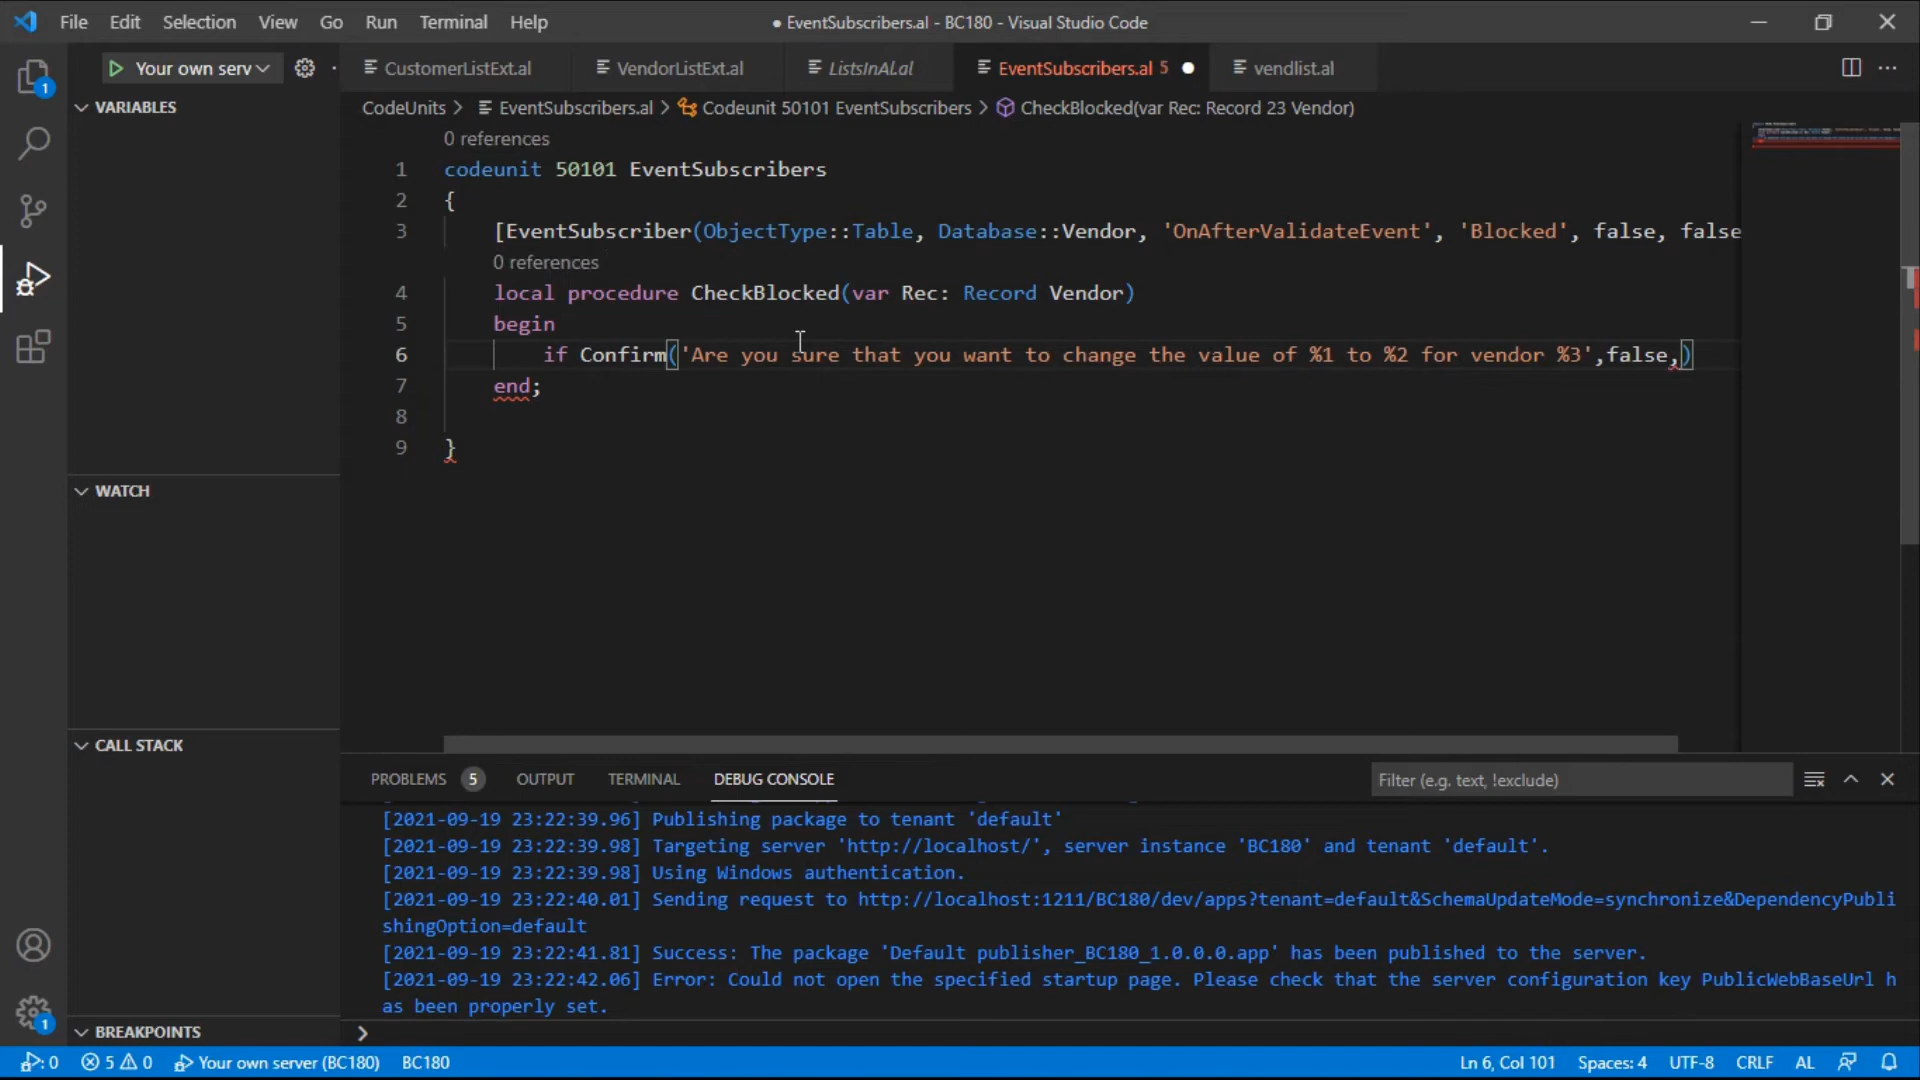 File Edit Selection View Go Run Terminal Help
● EventSubscribers.al - BC180 - Visual Studio Code
Your own serv
CustomerListExt.al
VendorListExt.al
ListsInAl.al
EventSubscribers.al 5 ●
vendlist.al
1
VARIABLES
CodeUnits > EventSubscribers.al > Codeunit 50101 EventSubscribers > CheckBlocked(var Rec: Record 23 Vendor)
0 references
1 codeunit 50101 EventSubscribers
2 {
3 [EventSubscriber(ObjectType::Table, Database::Vendor, 'OnAfterValidateEvent', 'Blocked', false, false
0 references
4 local procedure CheckBlocked(var Rec: Record Vendor)
5 begin
6 if Confirm('Are you sure that you want to change the value of %1 to %2 for vendor %3',false,)
7 end;
8
9 }
WATCH
CALL STACK
PROBLEMS 5 OUTPUT TERMINAL DEBUG CONSOLE
Filter (e.g. text, !exclude)
[2021-09-19 23:22:39.96] Publishing package to tenant 'default'
[2021-09-19 23:22:39.98] Targeting server 'http://localhost/', server instance 'BC180' and tenant 'default'.
[2021-09-19 23:22:39.98] Using Windows authentication.
[2021-09-19 23:22:40.01] Sending request to http://localhost:1211/BC180/dev/apps?tenant=default&SchemaUpdateMode=synchronize&DependencyPubli
shingOption=default
[2021-09-19 23:22:41.81] Success: The package 'Default publisher_BC180_1.0.0.0.app' has been published to the server.
[2021-09-19 23:22:42.06] Error: Could not open the specified startup page. Please check that the server configuration key PublicWebBaseUrl h
as been properly set.
1
BREAKPOINTS
>
0
5 0
Your own server (BC180)
BC180
Ln 6, Col 101
Spaces: 4
UTF-8
CRLF
AL